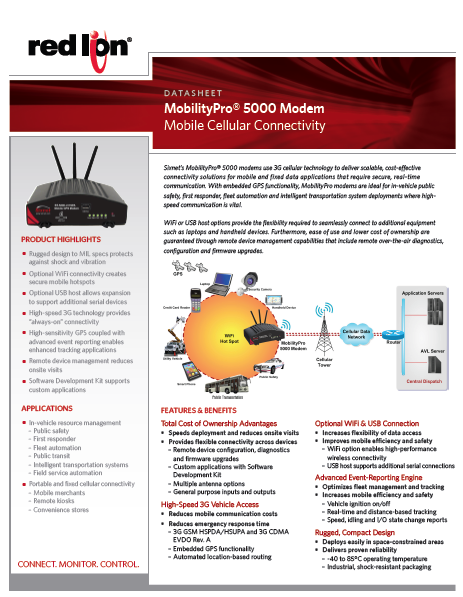 red lion®
DATASHEET
MobilityPro® 5000 Modem
Mobile Cellular Connectivity
Sixnet's MobilityPro® 5000 modems use 3G cellular technology to deliver scalable, cost-effective
connectivity solutions for mobile and fixed data applications that require secure, real-time
communication. With embedded GPS functionality, MobilityPro modems are ideal for in-vehicle public
safety, first responder, fleet automation and intelligent transportation system deployments where high-
speed communication is vital.
WiFi or USB host options provide the flexibility required to seamlessly connect to additional equipment
such as laptops and handheld devices. Furthermore, ease of use and lower cost of ownership are
guaranteed through remote device management capabilities that include remote over-the-air diagnostics,
configuration and firmware upgrades.
PRODUCT HIGHLIGHTS
▪ Rugged design to MIL specs protects
against shock and vibration
▪ Optional WiFi connectivity creates
secure mobile hotspots
▪ Optional USB host allows expansion
to support additional serial devices
▪ High-speed 3G technology provides
"always-on" connectivity
▪ High-sensitivity GPS coupled with
advanced event reporting enables
enhanced tracking applications
▪ Remote device management reduces
onsite visits
▪ Software Development Kit supports
custom applications
APPLICATIONS
▪ In-vehicle resource management
– Public safety
– First responder
– Fleet automation
– Public transit
– Intelligent transportation systems
– Field service automation
▪ Portable and fixed cellular connectivity
– Mobile merchants
– Remote kiosks
– Convenience stores
CONNECT. MONITOR. CONTROL.
GPS
Laptop
Security Camera
Credit Card Reader
Handheld Device
WiFi
Hot Spot
MobilityPro
5000 Modem
Utility Vehicle
Smart Phone
Public Safety
Public Transportation
Cellular
Tower
Cellular Data
Network
Router
Application Servers
AVL Server
Central Dispatch
FEATURES & BENEFITS
Total Cost of Ownership Advantages
▪ Speeds deployment and reduces onsite visits
▪ Provides flexible connectivity across devices
– Remote device configuration, diagnostics
and firmware upgrades
– Custom applications with Software
Development Kit
– Multiple antenna options
– General purpose inputs and outputs
High-Speed 3G Vehicle Access
▪ Reduces mobile communication costs
▪ Reduces emergency response time
– 3G GSM HSPDA/HSUPA and 3G CDMA
EVDO Rev. A
– Embedded GPS functionality
– Automated location-based routing
Optional WiFi & USB Connection
▪ Increases flexibility of data access
▪ Improves mobile efficiency and safety
– WiFi option enables high-performance
wireless connectivity
– USB host supports additional serial connections
Advanced Event-Reporting Engine
▪ Optimizes fleet management and tracking
▪ Increases mobile efficiency and safety
– Vehicle ignition on/off
– Real-time and distance-based tracking
– Speed, idling and I/O state change reports
Rugged, Compact Design
▪ Deploys easily in space-constrained areas
▪ Delivers proven reliability
– -40 to 85°C operating temperature
– Industrial, shock-resistant packaging